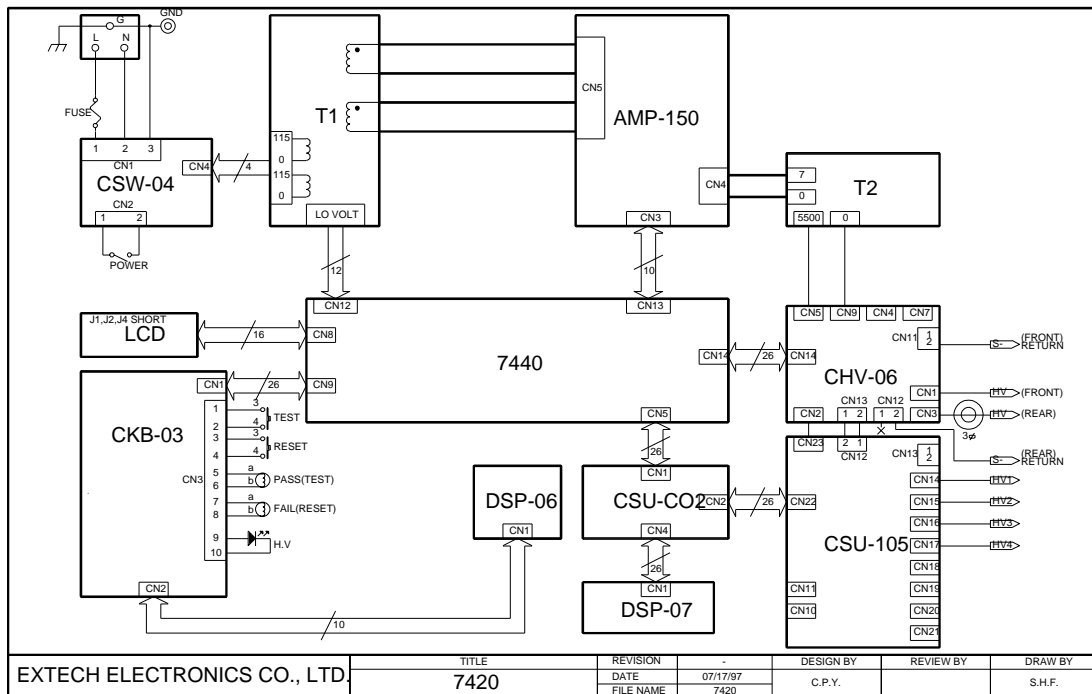 GND
G
L N
FUSE
1 2 3
CN1
CSW-04
CN4
CN2
1 2
POWER
4
115
0
115
0
T1
LO VOLT
12
CN5
AMP-150
CN4
CN3
10
7
0
T2
5500 0
J1,J2,J4 SHORT
LCD
16
CN12
CN13
CN8
7440
CN14
CN9
CN5
26
CN14
CN5 CN9 CN4 CN7
CN11
1
2
S-
(FRONT)
RETURN
CHV-06
CN1
HV
(FRONT)
CN13 CN12
CN2
1 2
1 2
CN3
HV
(REAR)
3ø
CN1
26
CKB-03
CN3
1
2
3
4
5
6
7
8
9
10
3
4
TEST
3
4
RESET
a
b
PASS(TEST)
a
b
FAIL(RESET)
H.V
CN2
10
DSP-06
CN1
26
CN1
CSU-CO2
CN2
CN4
26
26
CN1
DSP-07
CN23
2 1
CN12
CN13
1
2
S-
(REAR)
RETURN
CN14
HV1
CN22
CN15
HV2
CN16
HV3
CSU-105
CN17
HV4
CN18
CN11
CN19
CN10
CN20
CN21
EXTECH ELECTRONICS CO., LTD.
TITLE
7420
REVISION -
DATE 07/17/97
FILE NAME 7420
DESIGN BY
C.P.Y.
REVIEW BY
DRAW BY
S.H.F.